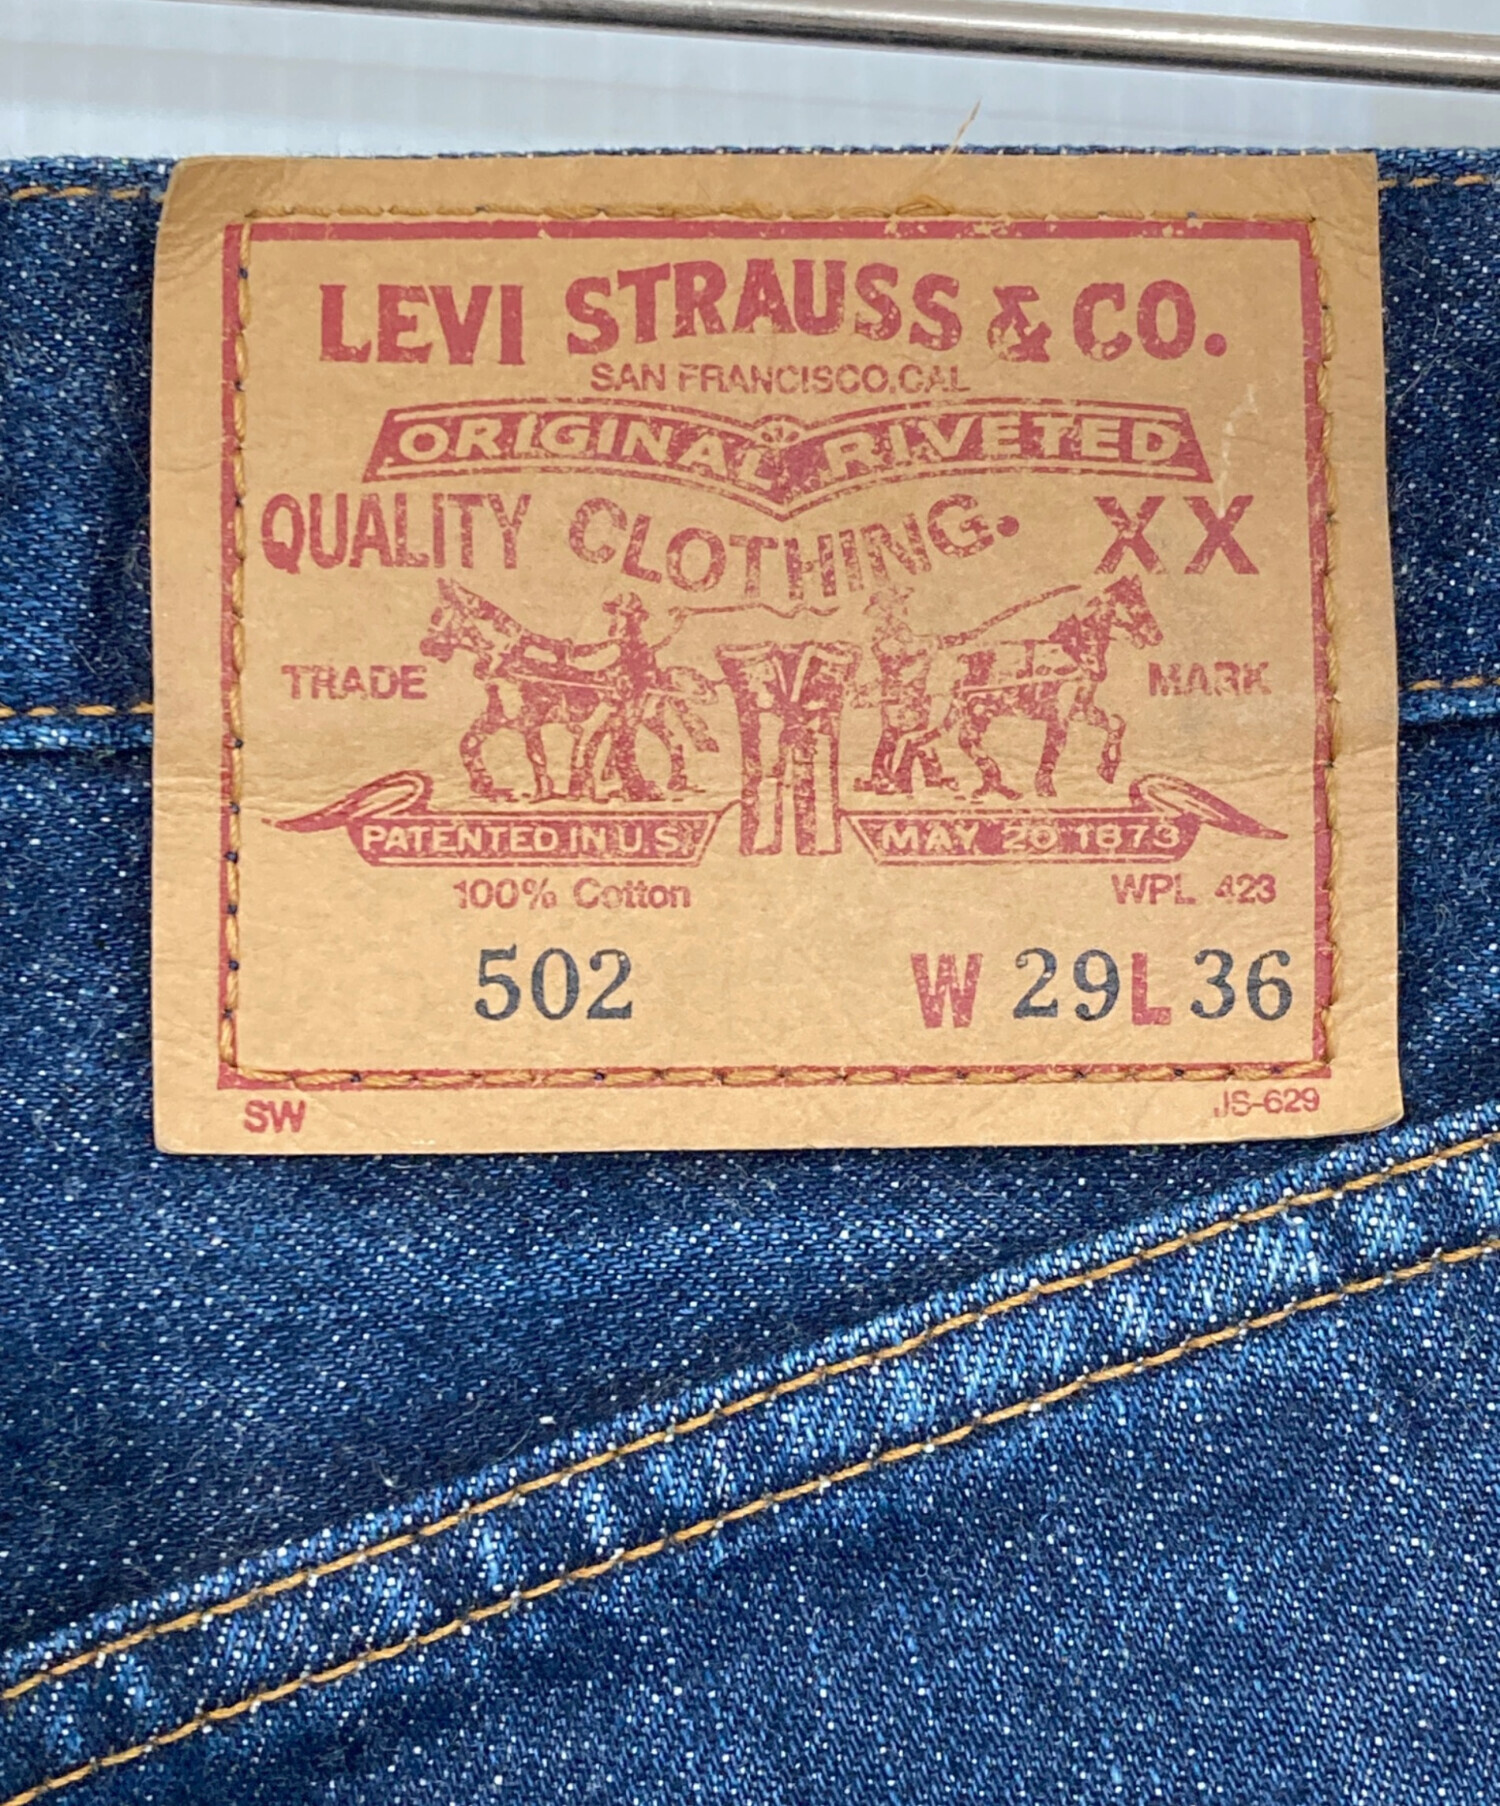 LEVI STRAUSS & CO.
SAN FRANCISCO.CAL
ORIGINAL RIVETED
QUALITY CLOTHING. XX
TRADE MARK
PATENTED IN U.S. MAY 20 1873
100% Cotton WPL 423
502 W 29 L 36
SW JS-629